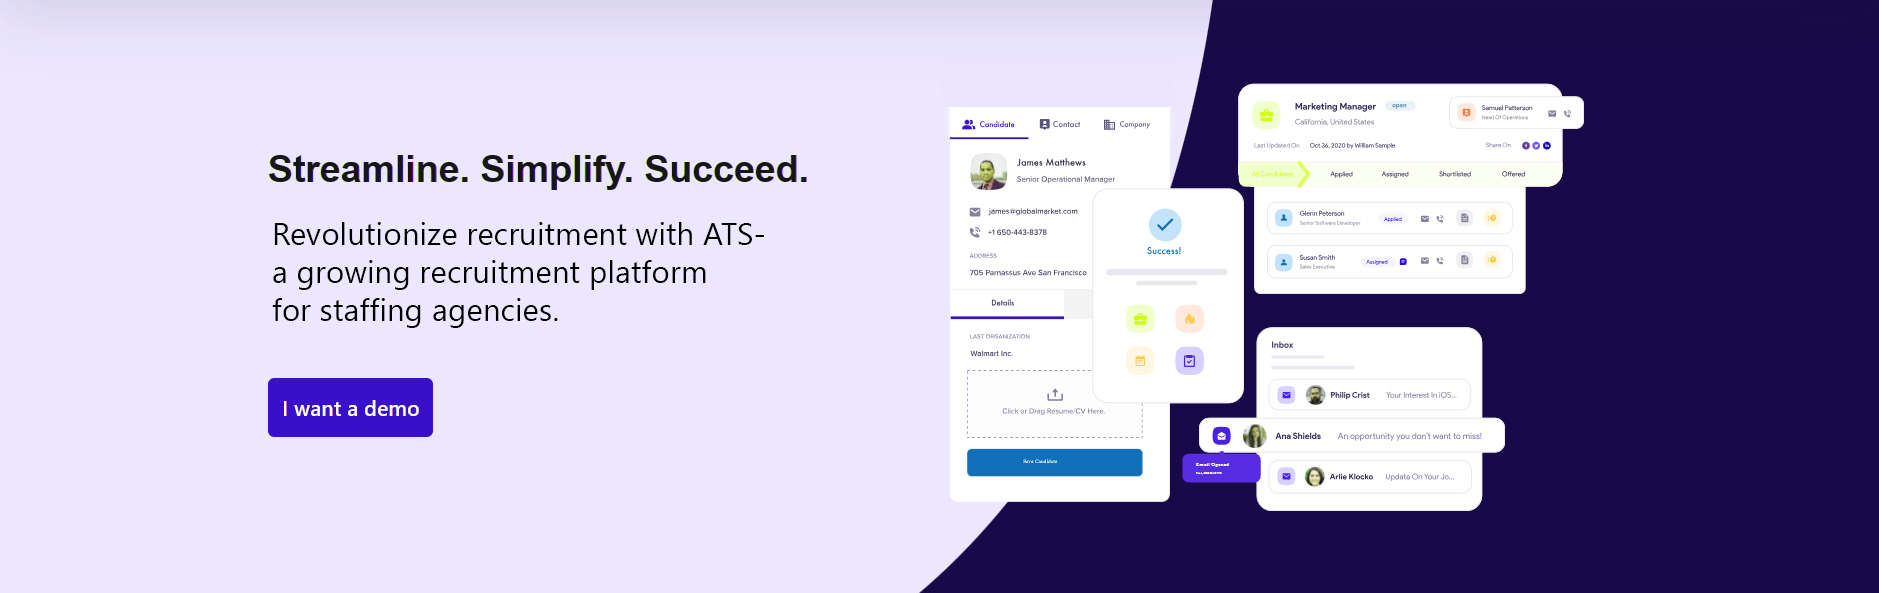 Streamline. Simplify. Succeed.
Revolutionize recruitment with ATS-
a growing recruitment platform
for staffing agencies.
I want a demo
Candidate Contact Company
James Matthews
Senior Operational Manager
james@globalmarket.com
+1 650-443-8378
ADDRESS
705 Parnassus Ave San Francisco
Details
LAST ORGANIZATION
Walmart Inc.
Click or Drag Resume/CV Here.
Save Candidate
Success!
Marketing Manager open
California, United States
Samuel Patterson
Head Of Operations
Last Updated On Oct 36, 2020 by William Sample
Share On
All Candidates Applied Assigned Shortlisted Offered
Glenn Peterson
Senior Software Developer
Applied
Susan Smith
Sales Executive
Assigned
Inbox
Philip Crist Your Interest In iOS...
Ana Shields An opportunity you don't want to miss!
Email Opened
Arlie Klocko Update On Your Jo...